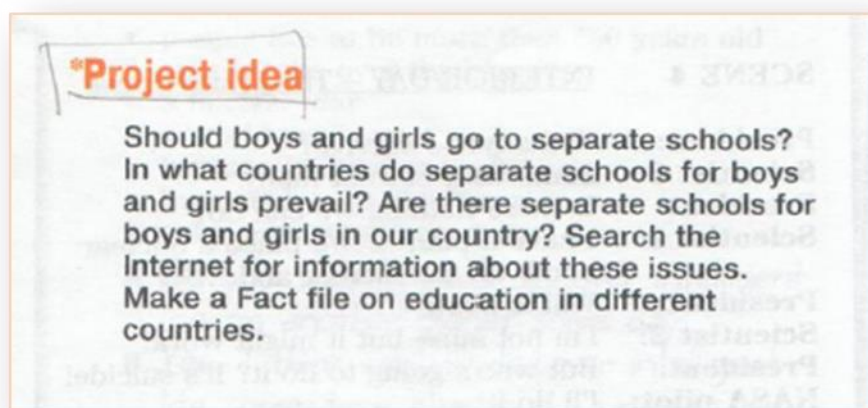 *Project idea
Should boys and girls go to separate schools?
In what countries do separate schools for boys
and girls prevail? Are there separate schools for
boys and girls in our country? Search the
Internet for information about these issues.
Make a Fact file on education in different
countries.